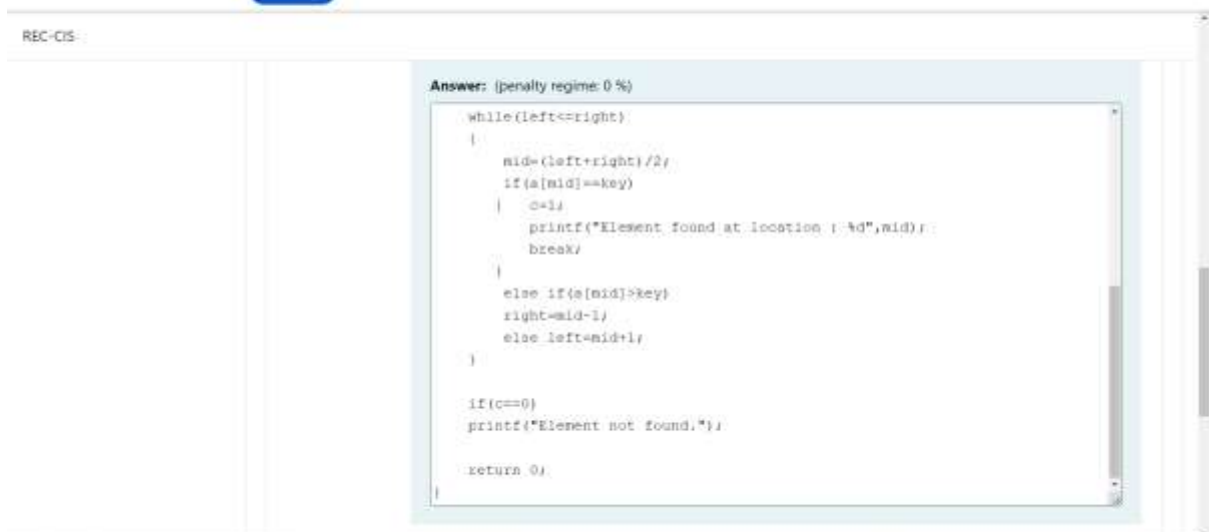 REC-CIS
Answer: (penalty regime: 0 %)
while(left<=right)
{
mid=(left+right)/2;
if(a[mid]==key)
{ c=1;
printf("Element found at location : %d",mid);
break;
}
else if(a[mid]>key)
right=mid-1;
else left=mid+1;
}
if(c==0)
printf("Element not found.");
return 0;
}